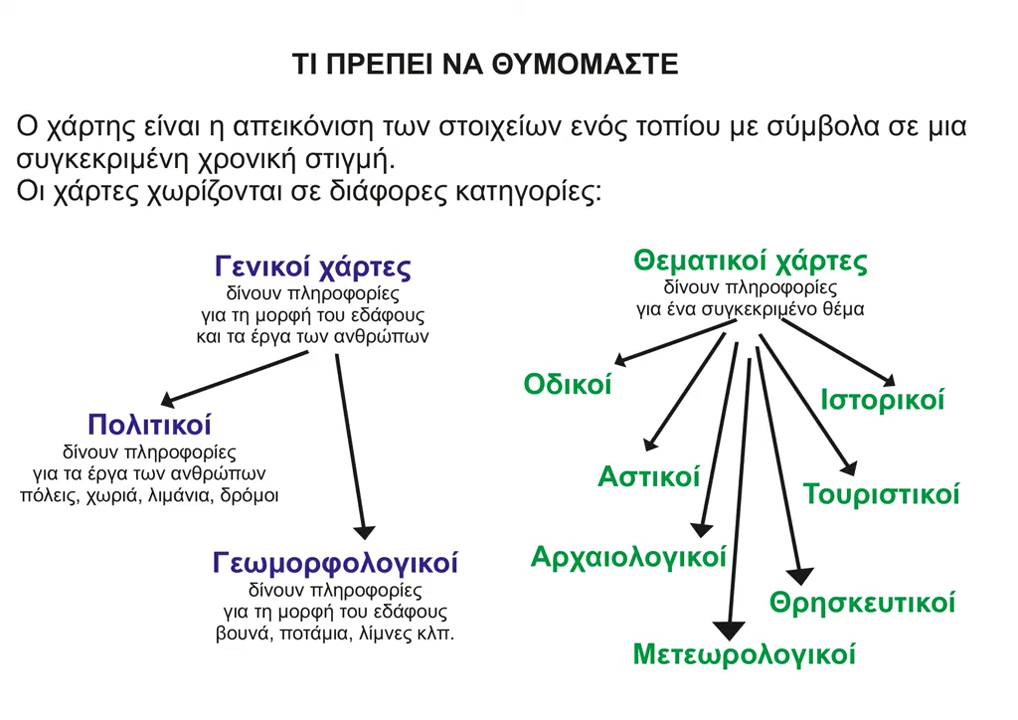 ΤΙ ΠΡΕΠΕΙ ΝΑ ΘΥΜΟΜΑΣΤΕ
Ο χάρτης είναι η απεικόνιση των στοιχείων ενός τοπίου με σύμβολα σε μια
συγκεκριμένη χρονική στιγμή.
Οι χάρτες χωρίζονται σε διάφορες κατηγορίες:
Γενικοί χάρτες
δίνουν πληροφορίες
για τη μορφή του εδάφους
και τα έργα των ανθρώπων
Πολιτικοί
δίνουν πληροφορίες
για τα έργα των ανθρώπων
πόλεις, χωριά, λιμάνια, δρόμοι
Γεωμορφολογικοί
δίνουν πληροφορίες
για τη μορφή του εδάφους
βουνά, ποτάμια, λίμνες κλπ.
Θεματικοί χάρτες
δίνουν πληροφορίες
για ένα συγκεκριμένο θέμα
Οδικοί
Ιστορικοί
Αστικοί
Τουριστικοί
Αρχαιολογικοί
Θρησκευτικοί
Μετεωρολογικοί